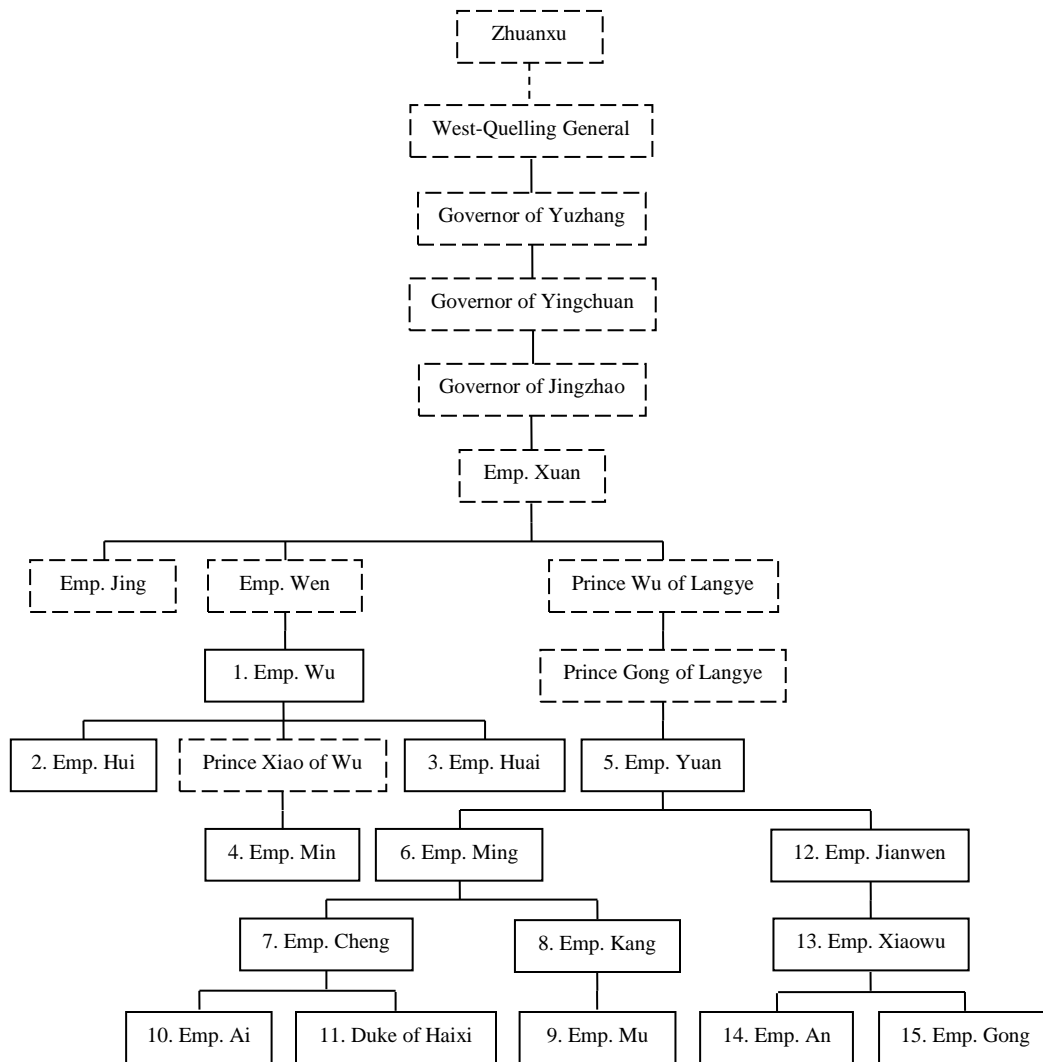 Zhuanxu
West-Quelling General
Governor of Yuzhang
Governor of Yingchuan
Governor of Jingzhao
Emp. Xuan
Emp. Jing
Emp. Wen
Prince Wu of Langye
1. Emp. Wu
Prince Gong of Langye
2. Emp. Hui
Prince Xiao of Wu
3. Emp. Huai
5. Emp. Yuan
4. Emp. Min
6. Emp. Ming
12. Emp. Jianwen
7. Emp. Cheng
8. Emp. Kang
13. Emp. Xiaowu
10. Emp. Ai
11. Duke of Haixi
9. Emp. Mu
14. Emp. An
15. Emp. Gong